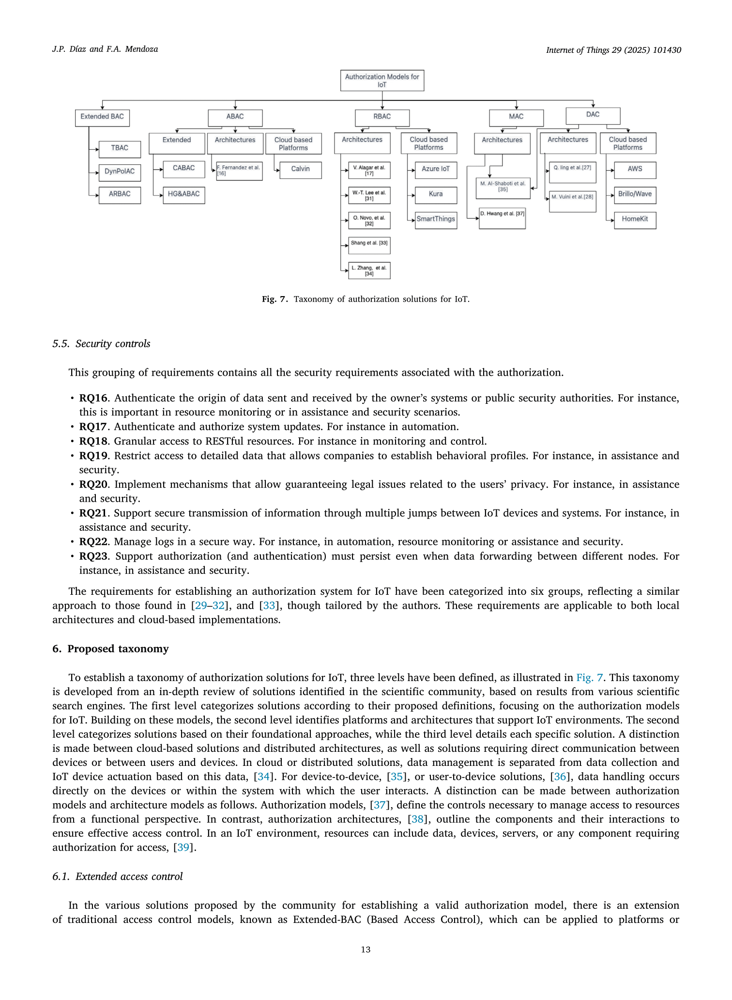 J.P. Díaz and F.A. Mendoza
Internet of Things 29 (2025) 101430
Authorization Models for
IoT
Extended BAC
ABAC
RBAC
MAC
DAC
TBAC
DynPolAC
ARBAC
Extended
Architectures
Cloud based
Platforms
CABAC
HG&ABAC
F. Fernandez et al.
[16]
Calvin
Architectures
Cloud based
Platforms
V. Alagar et al.
[17]
W.-T. Lee et al.
[31]
O. Novo, et al.
[32]
Shang et al. [33]
L. Zhang, et al.
[34]
Azure IoT
Kura
SmartThings
Architectures
M. Al-Shaboti et al.
[35]
D. Hwang et al. [37]
Architectures
Cloud based
Platforms
Q. ling et al.[27]
M. Vuini et al.[28]
AWS
Brillo/Wave
HomeKit
Fig. 7. Taxonomy of authorization solutions for IoT.
5.5. Security controls
This grouping of requirements contains all the security requirements associated with the authorization.
• RQ16. Authenticate the origin of data sent and received by the owner’s systems or public security authorities. For instance,
this is important in resource monitoring or in assistance and security scenarios.
• RQ17. Authenticate and authorize system updates. For instance in automation.
• RQ18. Granular access to RESTful resources. For instance in monitoring and control.
• RQ19. Restrict access to detailed data that allows companies to establish behavioral profiles. For instance, in assistance and
security.
• RQ20. Implement mechanisms that allow guaranteeing legal issues related to the users’ privacy. For instance, in assistance
and security.
• RQ21. Support secure transmission of information through multiple jumps between IoT devices and systems. For instance, in
assistance and security.
• RQ22. Manage logs in a secure way. For instance, in automation, resource monitoring or assistance and security.
• RQ23. Support authorization (and authentication) must persist even when data forwarding between different nodes. For
instance, in assistance and security.
The requirements for establishing an authorization system for IoT have been categorized into six groups, reflecting a similar
approach to those found in [29–32], and [33], though tailored by the authors. These requirements are applicable to both local
architectures and cloud-based implementations.
6. Proposed taxonomy
To establish a taxonomy of authorization solutions for IoT, three levels have been defined, as illustrated in Fig. 7. This taxonomy
is developed from an in-depth review of solutions identified in the scientific community, based on results from various scientific
search engines. The first level categorizes solutions according to their proposed definitions, focusing on the authorization models
for IoT. Building on these models, the second level identifies platforms and architectures that support IoT environments. The second
level categorizes solutions based on their foundational approaches, while the third level details each specific solution. A distinction
is made between cloud-based solutions and distributed architectures, as well as solutions requiring direct communication between
devices or between users and devices. In cloud or distributed solutions, data management is separated from data collection and
IoT device actuation based on this data, [34]. For device-to-device, [35], or user-to-device solutions, [36], data handling occurs
directly on the devices or within the system with which the user interacts. A distinction can be made between authorization
models and architecture models as follows. Authorization models, [37], define the controls necessary to manage access to resources
from a functional perspective. In contrast, authorization architectures, [38], outline the components and their interactions to
ensure effective access control. In an IoT environment, resources can include data, devices, servers, or any component requiring
authorization for access, [39].
6.1. Extended access control
In the various solutions proposed by the community for establishing a valid authorization model, there is an extension
of traditional access control models, known as Extended-BAC (Based Access Control), which can be applied to platforms or
13